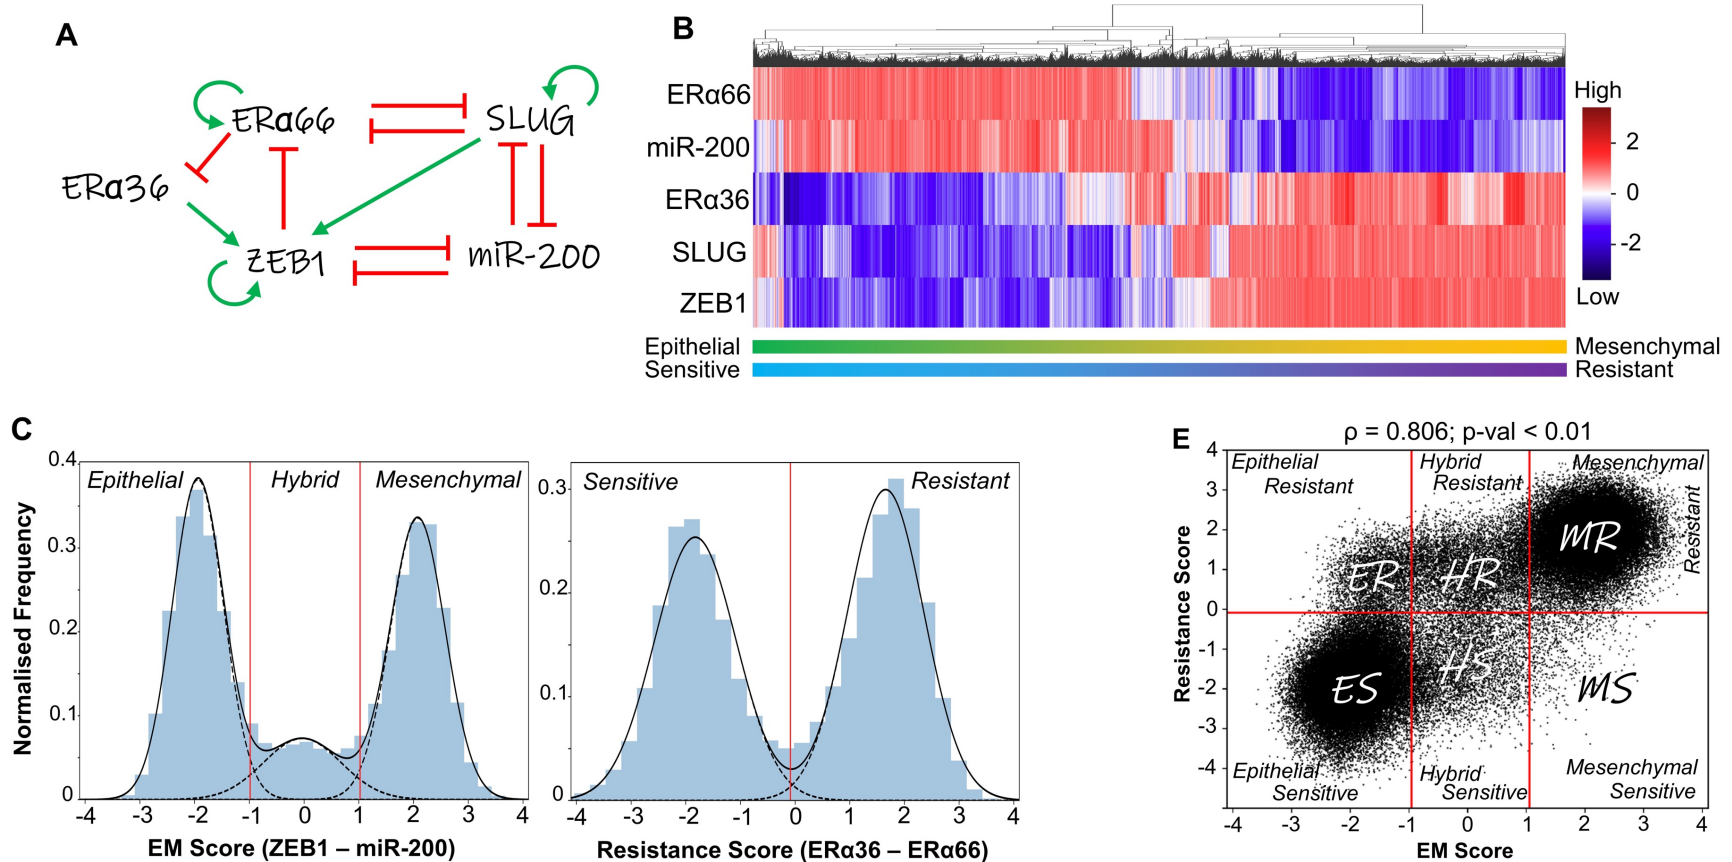 A
ERα66
SLUG
ERα36
ZEB1
miR-200
B
ERα66
miR-200
ERα36
SLUG
ZEB1
High
2
0
-2
Low
Epithelial
Mesenchymal
Sensitive
Resistant
C
Normalised Frequency
0.4
0.3
0.2
0.1
0
Epithelial
Hybrid
Mesenchymal
-4 -3 -2 -1 0 1 2 3 4
EM Score (ZEB1 – miR-200)
0.3
0.2
0.1
0
Sensitive
Resistant
-4 -3 -2 -1 0 1 2 3 4
Resistance Score (ERα36 – ERα66)
E
ρ = 0.806; p-val < 0.01
Resistance Score
4
3
2
1
0
-1
-2
-3
-4
Epithelial
Resistant
Hybrid
Resistant
Mesenchymal
Resistant
ER
HR
MR
ES
HS
MS
Epithelial
Sensitive
Hybrid
Sensitive
Mesenchymal
Sensitive
-4 -3 -2 -1 0 1 2 3 4
EM Score